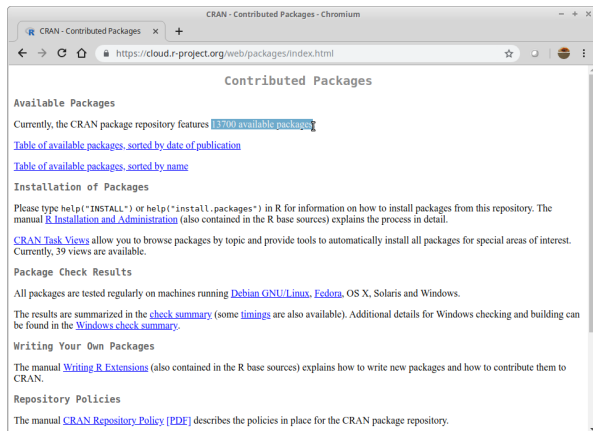 CRAN - Contributed Packages - Chromium
CRAN - Contributed Packages
https://cloud.r-project.org/web/packages/index.html
Contributed Packages
Available Packages
Currently, the CRAN package repository features 13700 available packages
Table of available packages, sorted by date of publication
Table of available packages, sorted by name
Installation of Packages
Please type help("INSTALL") or help("install.packages") in R for information on how to install packages from this repository. The
manual R Installation and Administration (also contained in the R base sources) explains the process in detail.
CRAN Task Views allow you to browse packages by topic and provide tools to automatically install all packages for special areas of interest.
Currently, 39 views are available.
Package Check Results
All packages are tested regularly on machines running Debian GNU/Linux, Fedora, OS X, Solaris and Windows.
The results are summarized in the check summary (some timings are also available). Additional details for Windows checking and building can
be found in the Windows check summary.
Writing Your Own Packages
The manual Writing R Extensions (also contained in the R base sources) explains how to write new packages and how to contribute them to
CRAN.
Repository Policies
The manual CRAN Repository Policy [PDF] describes the policies in place for the CRAN package repository.